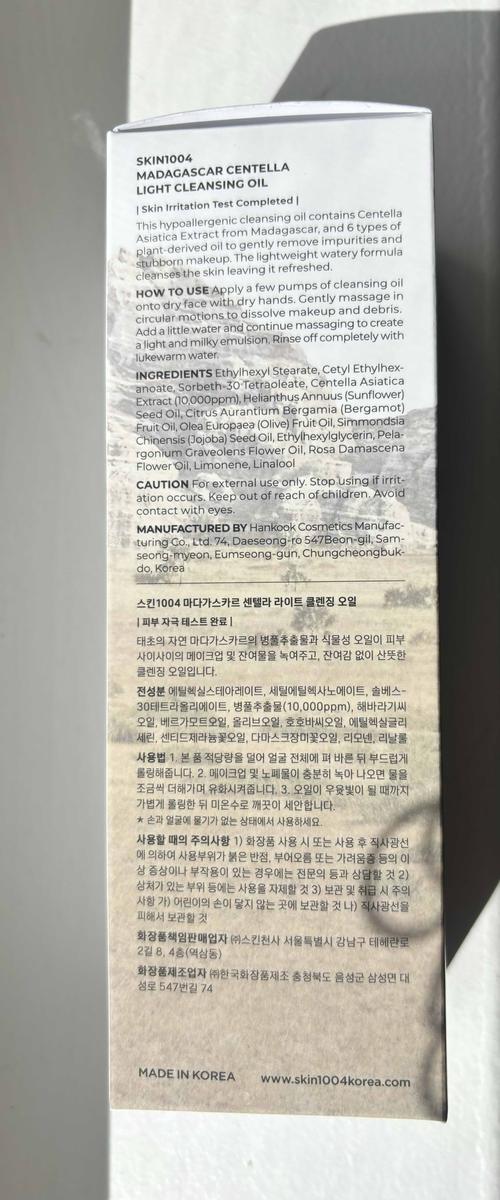 SKIN1004
MADAGASCAR CENTELLA
LIGHT CLEANSING OIL
| Skin Irritation Test Completed |
This hypoallergenic cleansing oil contains Centella
Asiatica Extract from Madagascar, and 6 types of
plant-derived oil to gently remove impurities and
stubborn makeup. The lightweight watery formula
cleanses the skin leaving it refreshed.
HOW TO USE Apply a few pumps of cleansing oil
onto dry face with dry hands. Gently massage in
circular motions to dissolve makeup and debris.
Add a little water and continue massaging to create
a light and milky emulsion. Rinse off completely with
lukewarm water.
INGREDIENTS Ethylhexyl Stearate, Cetyl Ethylhex-
anoate, Sorbeth-30 Tetraoleate, Centella Asiatica
Extract (10,000ppm), Helianthus Annuus (Sunflower)
Seed Oil, Citrus Aurantium Bergamia (Bergamot)
Fruit Oil, Olea Europaea (Olive) Fruit Oil, Simmondsia
Chinensis (Jojoba) Seed Oil, Ethylhexylglycerin, Pela-
rgonium Graveolens Flower Oil, Rosa Damascena
Flower Oil, Limonene, Linalool
CAUTION For external use only. Stop using if irrit-
ation occurs. Keep out of reach of children. Avoid
contact with eyes.
MANUFACTURED BY Hankook Cosmetics Manufac-
turing Co., Ltd. 74, Daeseong-ro 547Beon-gil, Sam-
seong-myeon, Eumseong-gun, Chungcheongbuk-
do, Korea
스킨1004 마다가스카르 센텔라 라이트 클렌징 오일
| 피부 자극 테스트 완료 |
태초의 자연 마다가스카르의 병풀추출물과 식물성 오일이 피부
사이사이의 메이크업 및 잔여물을 녹여주고, 잔여감 없이 산뜻한
클렌징 오일입니다.
전성분 에틸헥실스테아레이트, 세틸에틸헥사노에이트, 솔베스-
30테트라올리에이트, 병풀추출물(10,000ppm), 해바라기씨
오일, 베르가모트오일, 올리브오일, 호호바씨오일, 에틸헥실글리
세린, 센티드제라늄꽃오일, 다마스크장미꽃오일, 리모넨, 리날룰
사용법 1. 본 품 적당량을 덜어 얼굴 전체에 펴 바른 뒤 부드럽게
롤링해줍니다. 2. 메이크업 및 노폐물이 충분히 녹아 나오면 물을
조금씩 더해가며 유화시켜줍니다. 3. 오일이 우윳빛이 될 때까지
가볍게 롤링한 뒤 미온수로 깨끗이 세안합니다.
* 손과 얼굴에 물기가 없는 상태에서 사용하세요.
사용할 때의 주의사항 1) 화장품 사용 시 또는 사용 후 직사광선
에 의하여 사용부위가 붉은 반점, 부어오름 또는 가려움증 등의 이
상 증상이나 부작용이 있는 경우에는 전문의 등과 상담할 것 2)
상처가 있는 부위 등에는 사용을 자제할 것 3) 보관 및 취급 시 주의
사항 가) 어린이의 손이 닿지 않는 곳에 보관할 것 나) 직사광선을
피해서 보관할 것
화장품책임판매업자 ㈜스킨천사 서울특별시 강남구 테헤란로
2길 8, 4층(역삼동)
화장품제조업자 ㈜한국화장품제조 충청북도 음성군 삼성면 대
성로 547번길 74
MADE IN KOREA www.skin1004korea.com